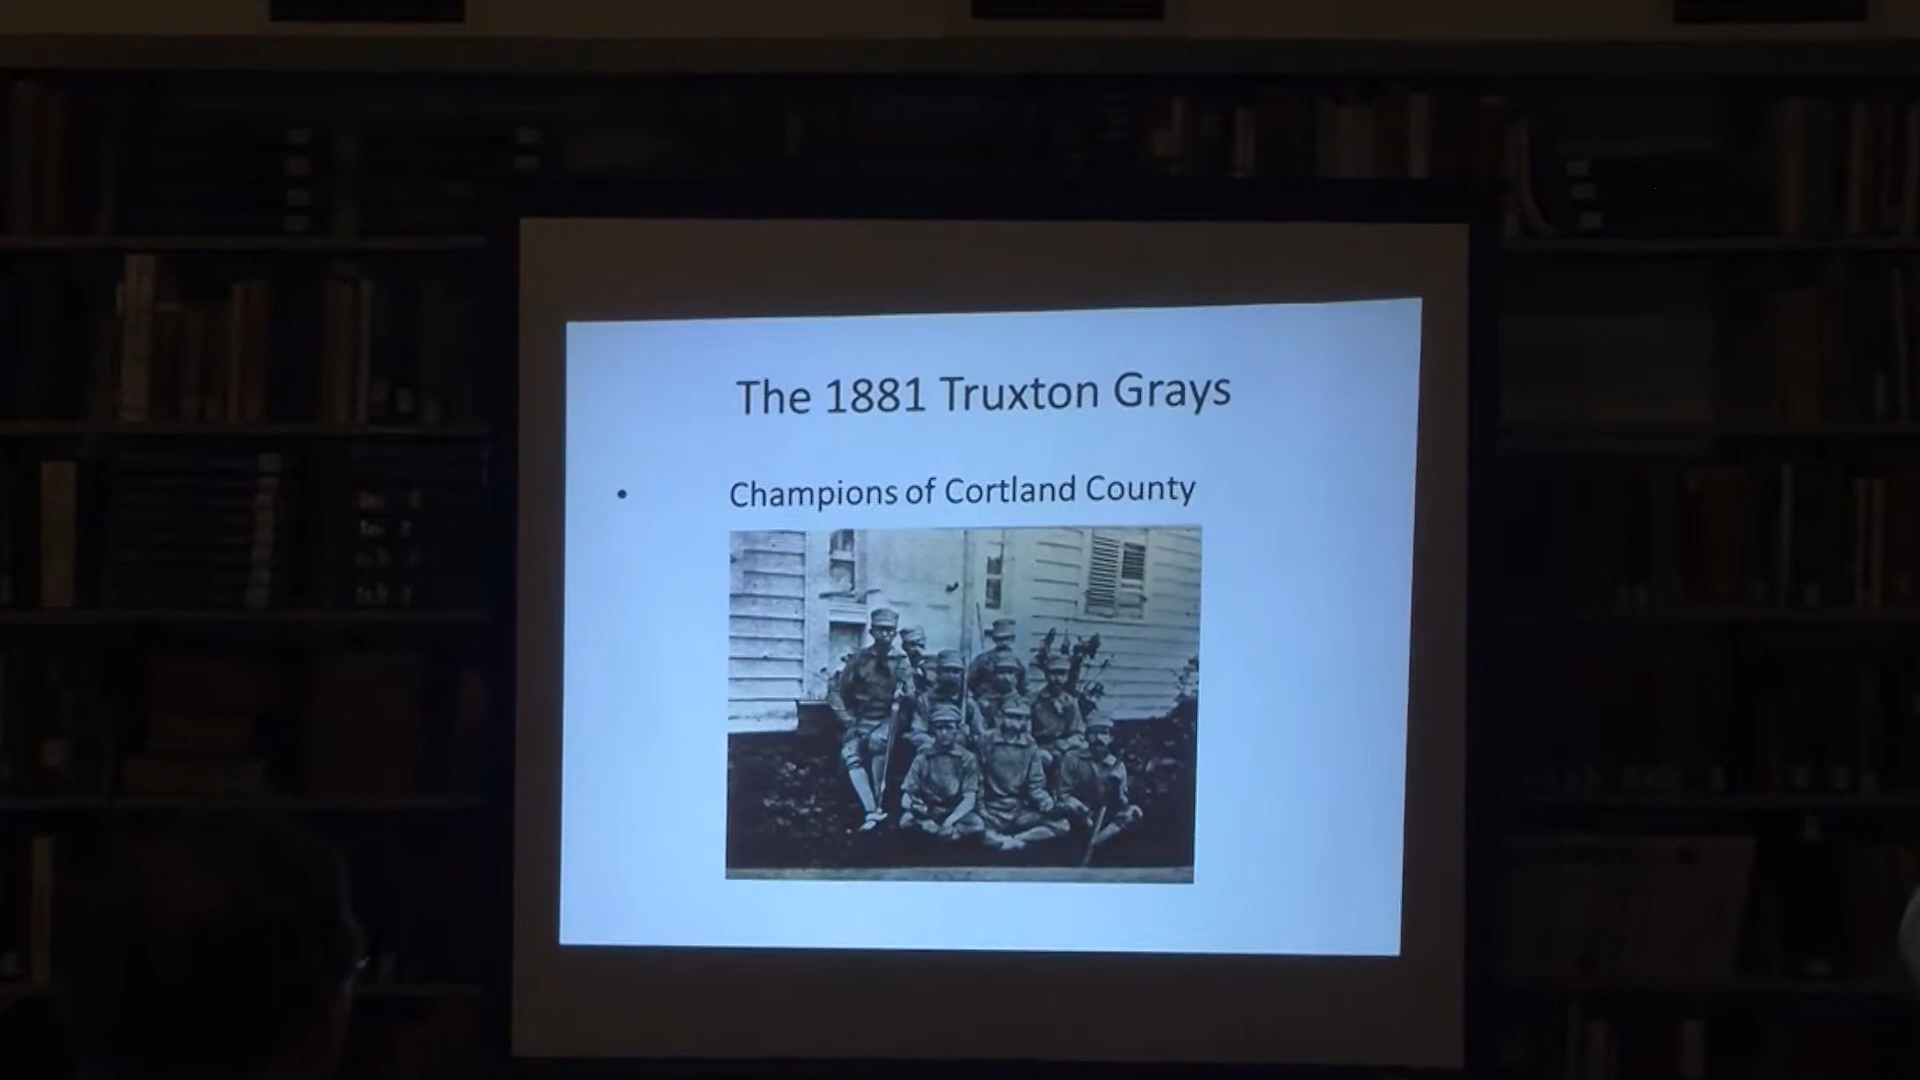 The 1881 Truxton Grays
• Champions of Cortland County